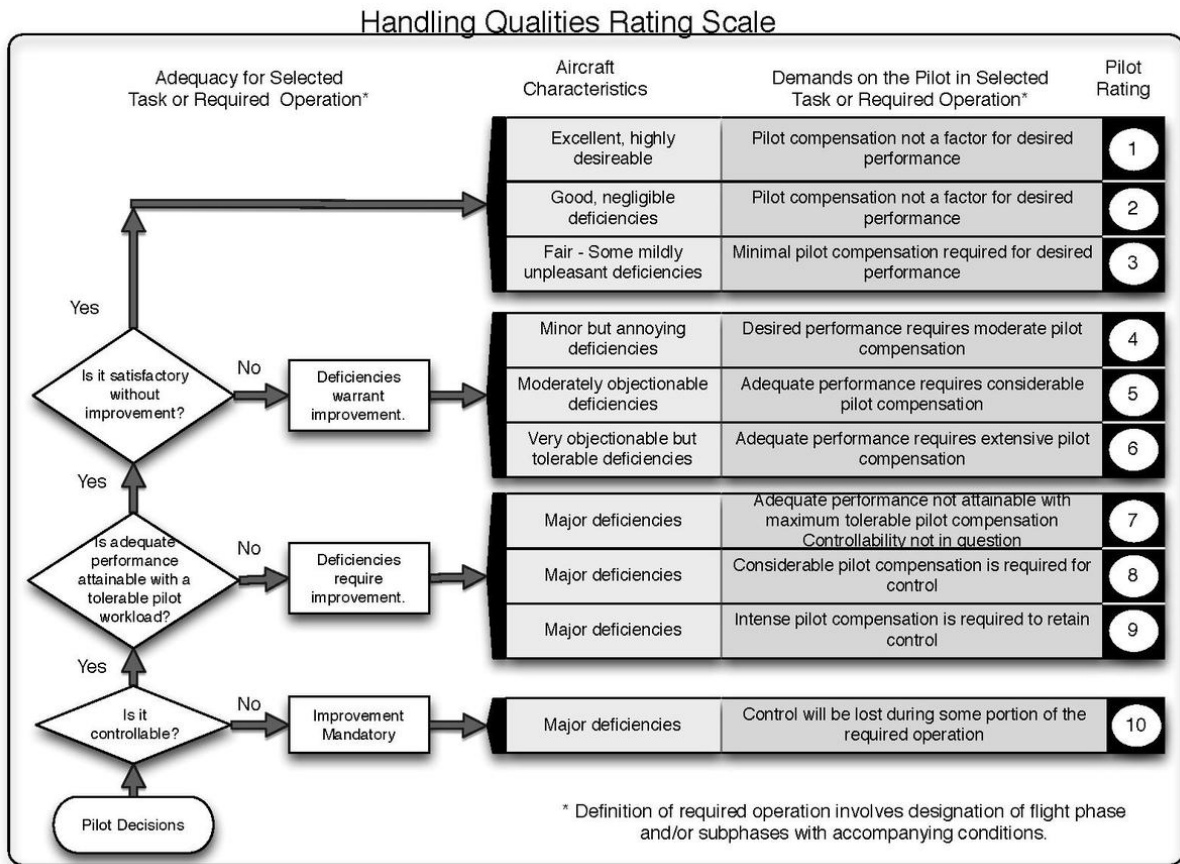 Handling Qualities Rating Scale
Adequacy for Selected
Task or Required Operation*
Aircraft
Characteristics
Demands on the Pilot in Selected
Task or Required Operation*
Pilot
Rating
Excellent, highly
desireable
Pilot compensation not a factor for desired
performance
1
Good, negligible
deficiencies
Pilot compensation not a factor for desired
performance
2
Fair - Some mildly
unpleasant deficiencies
Minimal pilot compensation required for desired
performance
3
Yes
Is it satisfactory
without
improvement?
No
Deficiencies
warrant
improvement.
Minor but annoying
deficiencies
Desired performance requires moderate pilot
compensation
4
Moderately objectionable
deficiencies
Adequate performance requires considerable
pilot compensation
5
Very objectionable but
tolerable deficiencies
Adequate performance requires extensive pilot
compensation
6
Yes
Is adequate
performance
attainable with a
tolerable pilot
workload?
No
Deficiencies
require
improvement.
Major deficiencies
Adequate performance not attainable with
maximum tolerable pilot compensation
Controllability not in question
7
Major deficiencies
Considerable pilot compensation is required for
control
8
Major deficiencies
Intense pilot compensation is required to retain
control
9
Yes
Is it
controllable?
No
Improvement
Mandatory
Major deficiencies
Control will be lost during some portion of the
required operation
10
Pilot Decisions
* Definition of required operation involves designation of flight phase
and/or subphases with accompanying conditions.